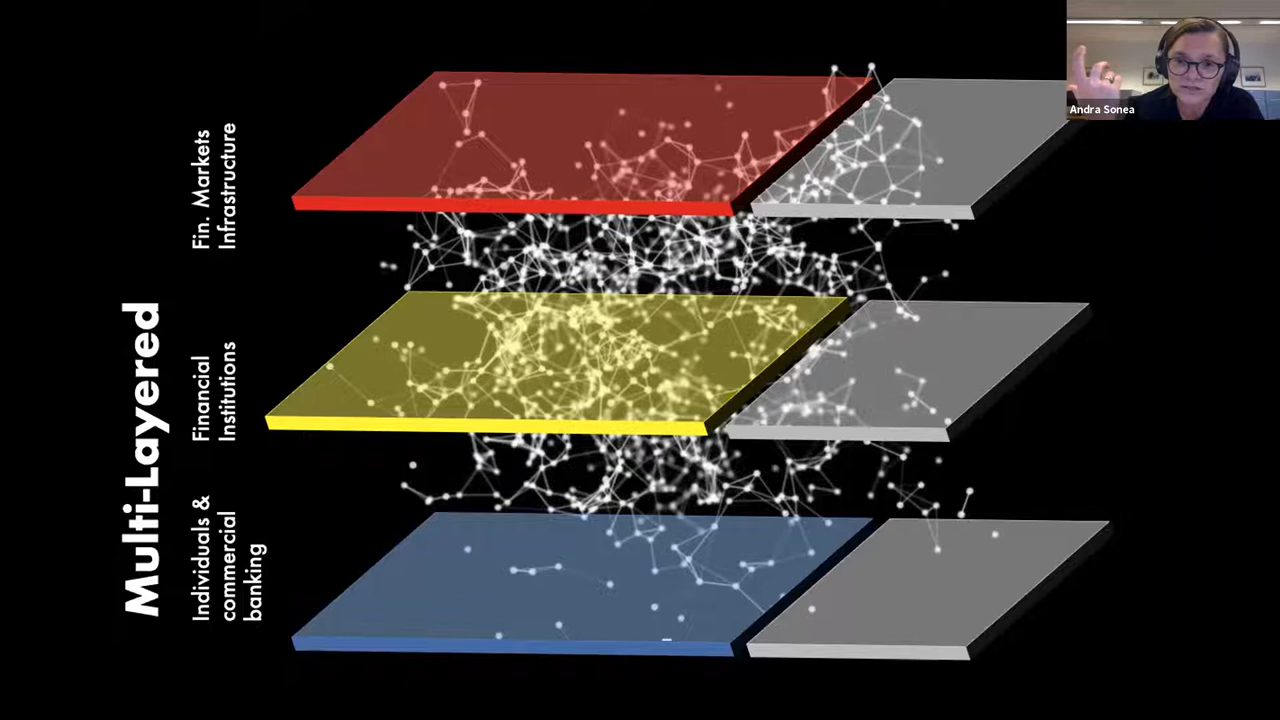 Multi-Layered
Fin. Markets
Infrastructure
Financial
Institutions
Individuals &
commercial
banking
Andra Sonea